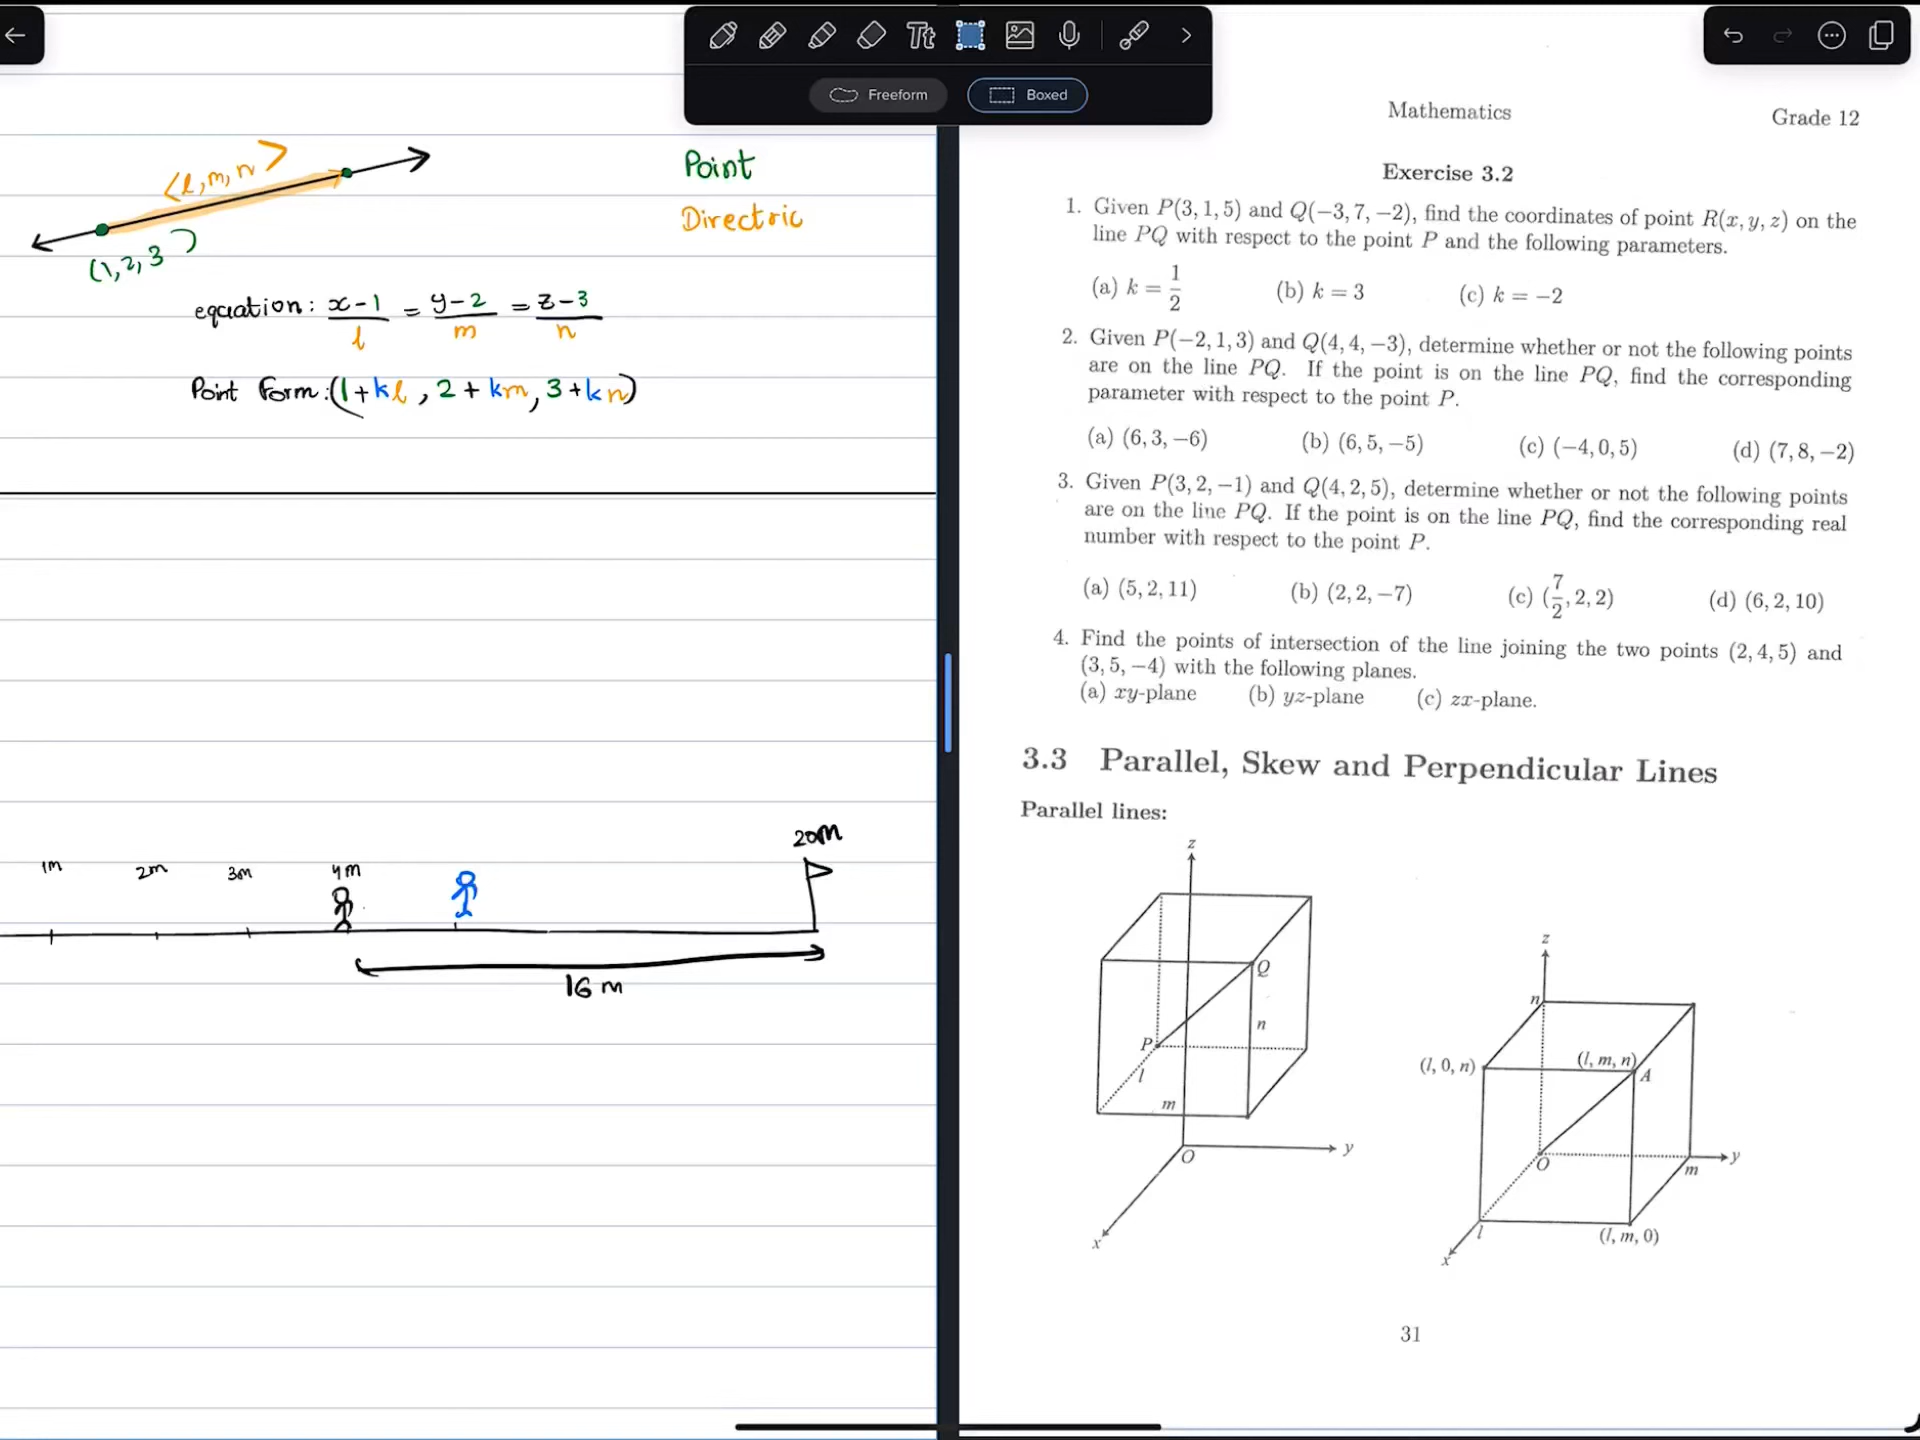 Tt
Freeform
Boxed
<l, m, n>
(1, 2, 3)
Point
Directric
equation: x-1/l = y-2/m = z-3/n
Point Form: (1+kl, 2+km, 3+kn)
1m 2m 3m 4m 20m
16 m
Mathematics Grade 12
Exercise 3.2
1. Given P(3, 1, 5) and Q(−3, 7, −2), find the coordinates of point R(x, y, z) on the
line PQ with respect to the point P and the following parameters.
(a) k = 1/2 (b) k = 3 (c) k = −2
2. Given P(−2, 1, 3) and Q(4, 4, −3), determine whether or not the following points
are on the line PQ. If the point is on the line PQ, find the corresponding
parameter with respect to the point P.
(a) (6, 3, −6) (b) (6, 5, −5) (c) (−4, 0, 5) (d) (7, 8, −2)
3. Given P(3, 2, −1) and Q(4, 2, 5), determine whether or not the following points
are on the line PQ. If the point is on the line PQ, find the corresponding real
number with respect to the point P.
(a) (5, 2, 11) (b) (2, 2, −7) (c) (7/2, 2, 2) (d) (6, 2, 10)
4. Find the points of intersection of the line joining the two points (2, 4, 5) and
(3, 5, −4) with the following planes.
(a) xy-plane (b) yz-plane (c) zx-plane.
3.3 Parallel, Skew and Perpendicular Lines
Parallel lines:
z
Q
n
P
l
m
O
y
x
z
n
(l, 0, n)
(l, m, n)
A
O
y
m
l
(l, m, 0)
x
31